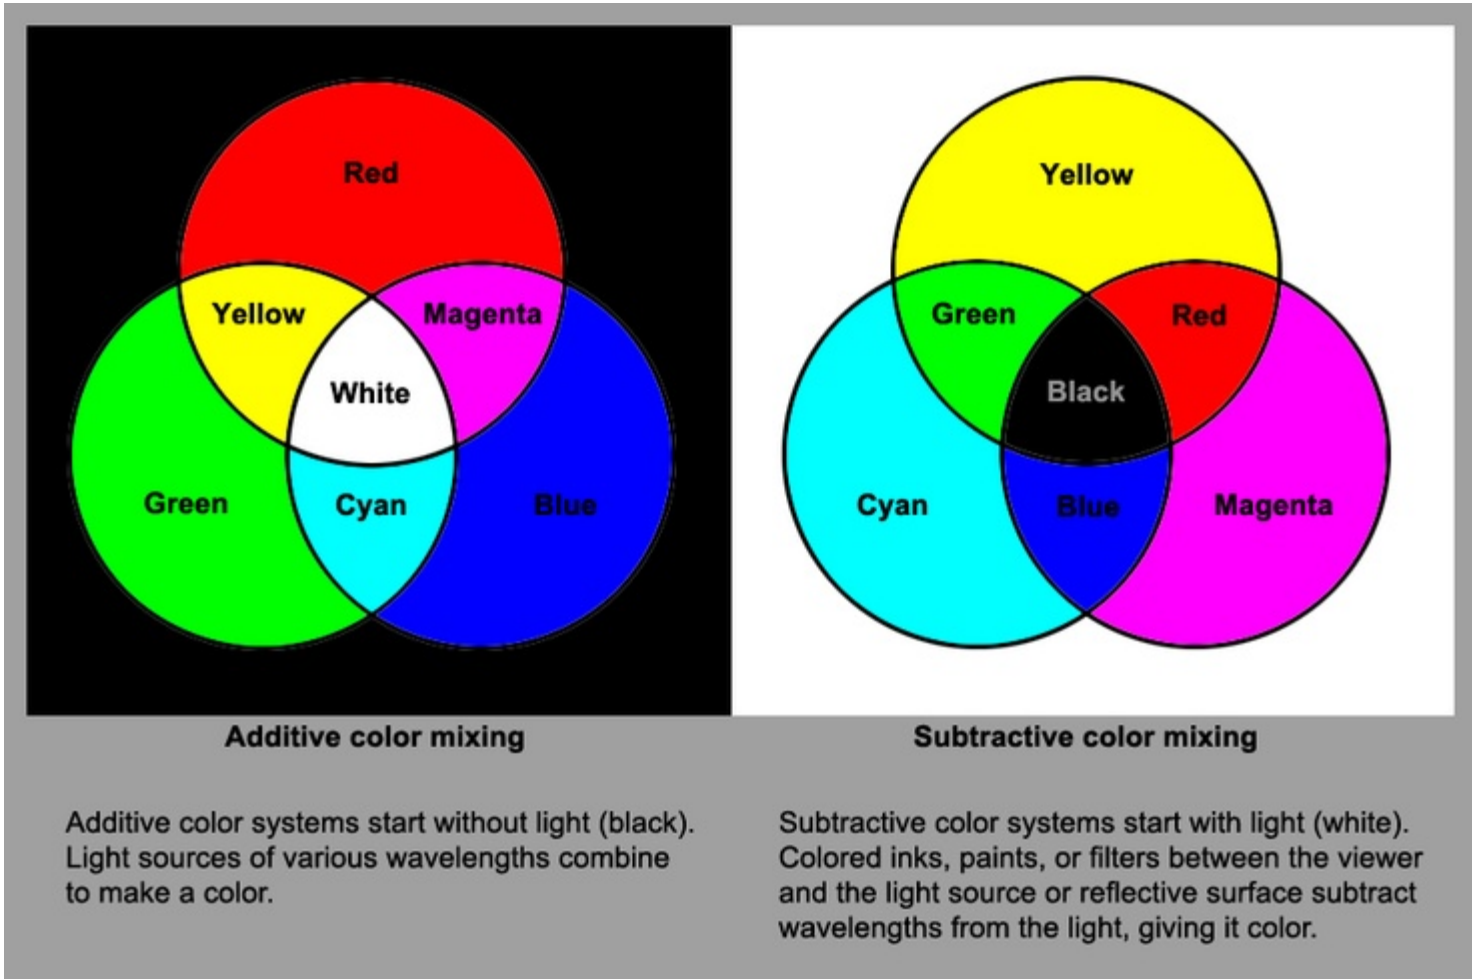 Red
Yellow
Magenta
White
Green
Cyan
Blue
Additive color mixing
Additive color systems start without light (black).
Light sources of various wavelengths combine
to make a color.
Yellow
Green
Red
Black
Cyan
Blue
Magenta
Subtractive color mixing
Subtractive color systems start with light (white).
Colored inks, paints, or filters between the viewer
and the light source or reflective surface subtract
wavelengths from the light, giving it color.